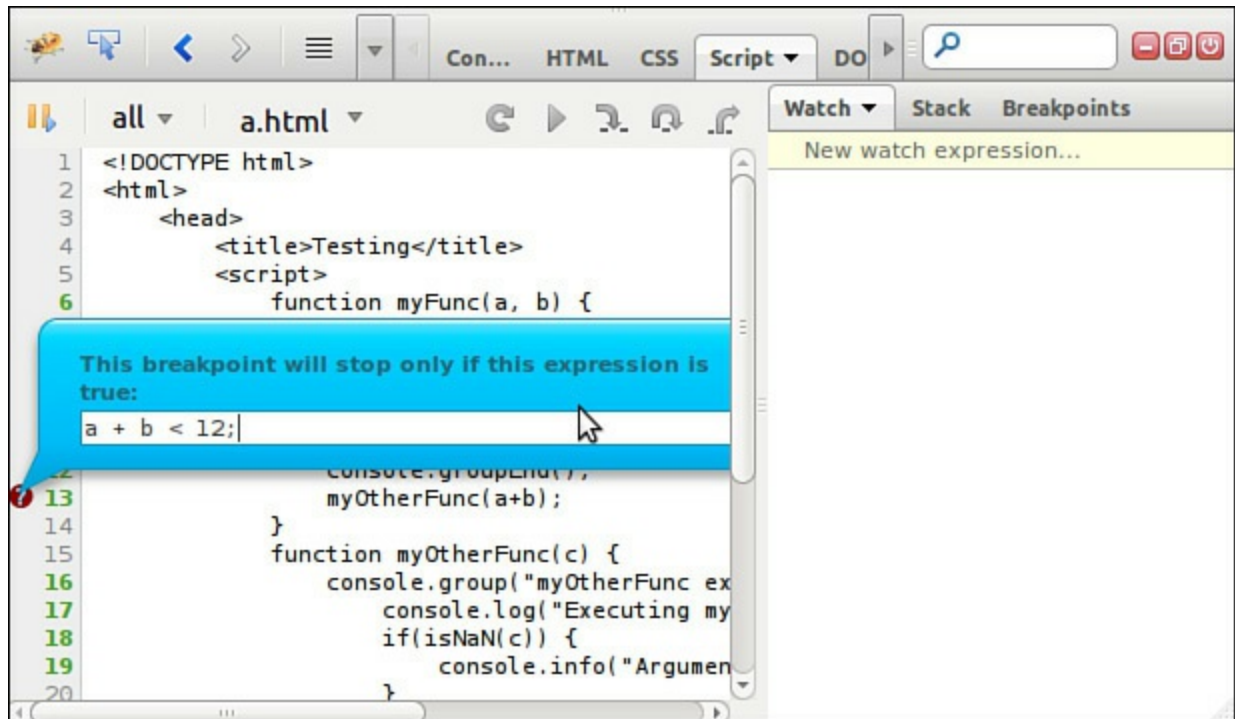 Con... HTML CSS Script DO
all a.html
Watch Stack Breakpoints
New watch expression...
1 <!DOCTYPE html>
2 <html>
3 <head>
4 <title>Testing</title>
5 <script>
6 function myFunc(a, b) {
This breakpoint will stop only if this expression is
true:
a + b < 12;
12 console.groupEnd();
13 myOtherFunc(a+b);
14 }
15 function myOtherFunc(c) {
16 console.group("myOtherFunc ex
17 console.log("Executing my
18 if(isNaN(c)) {
19 console.info("Argumen
20 }